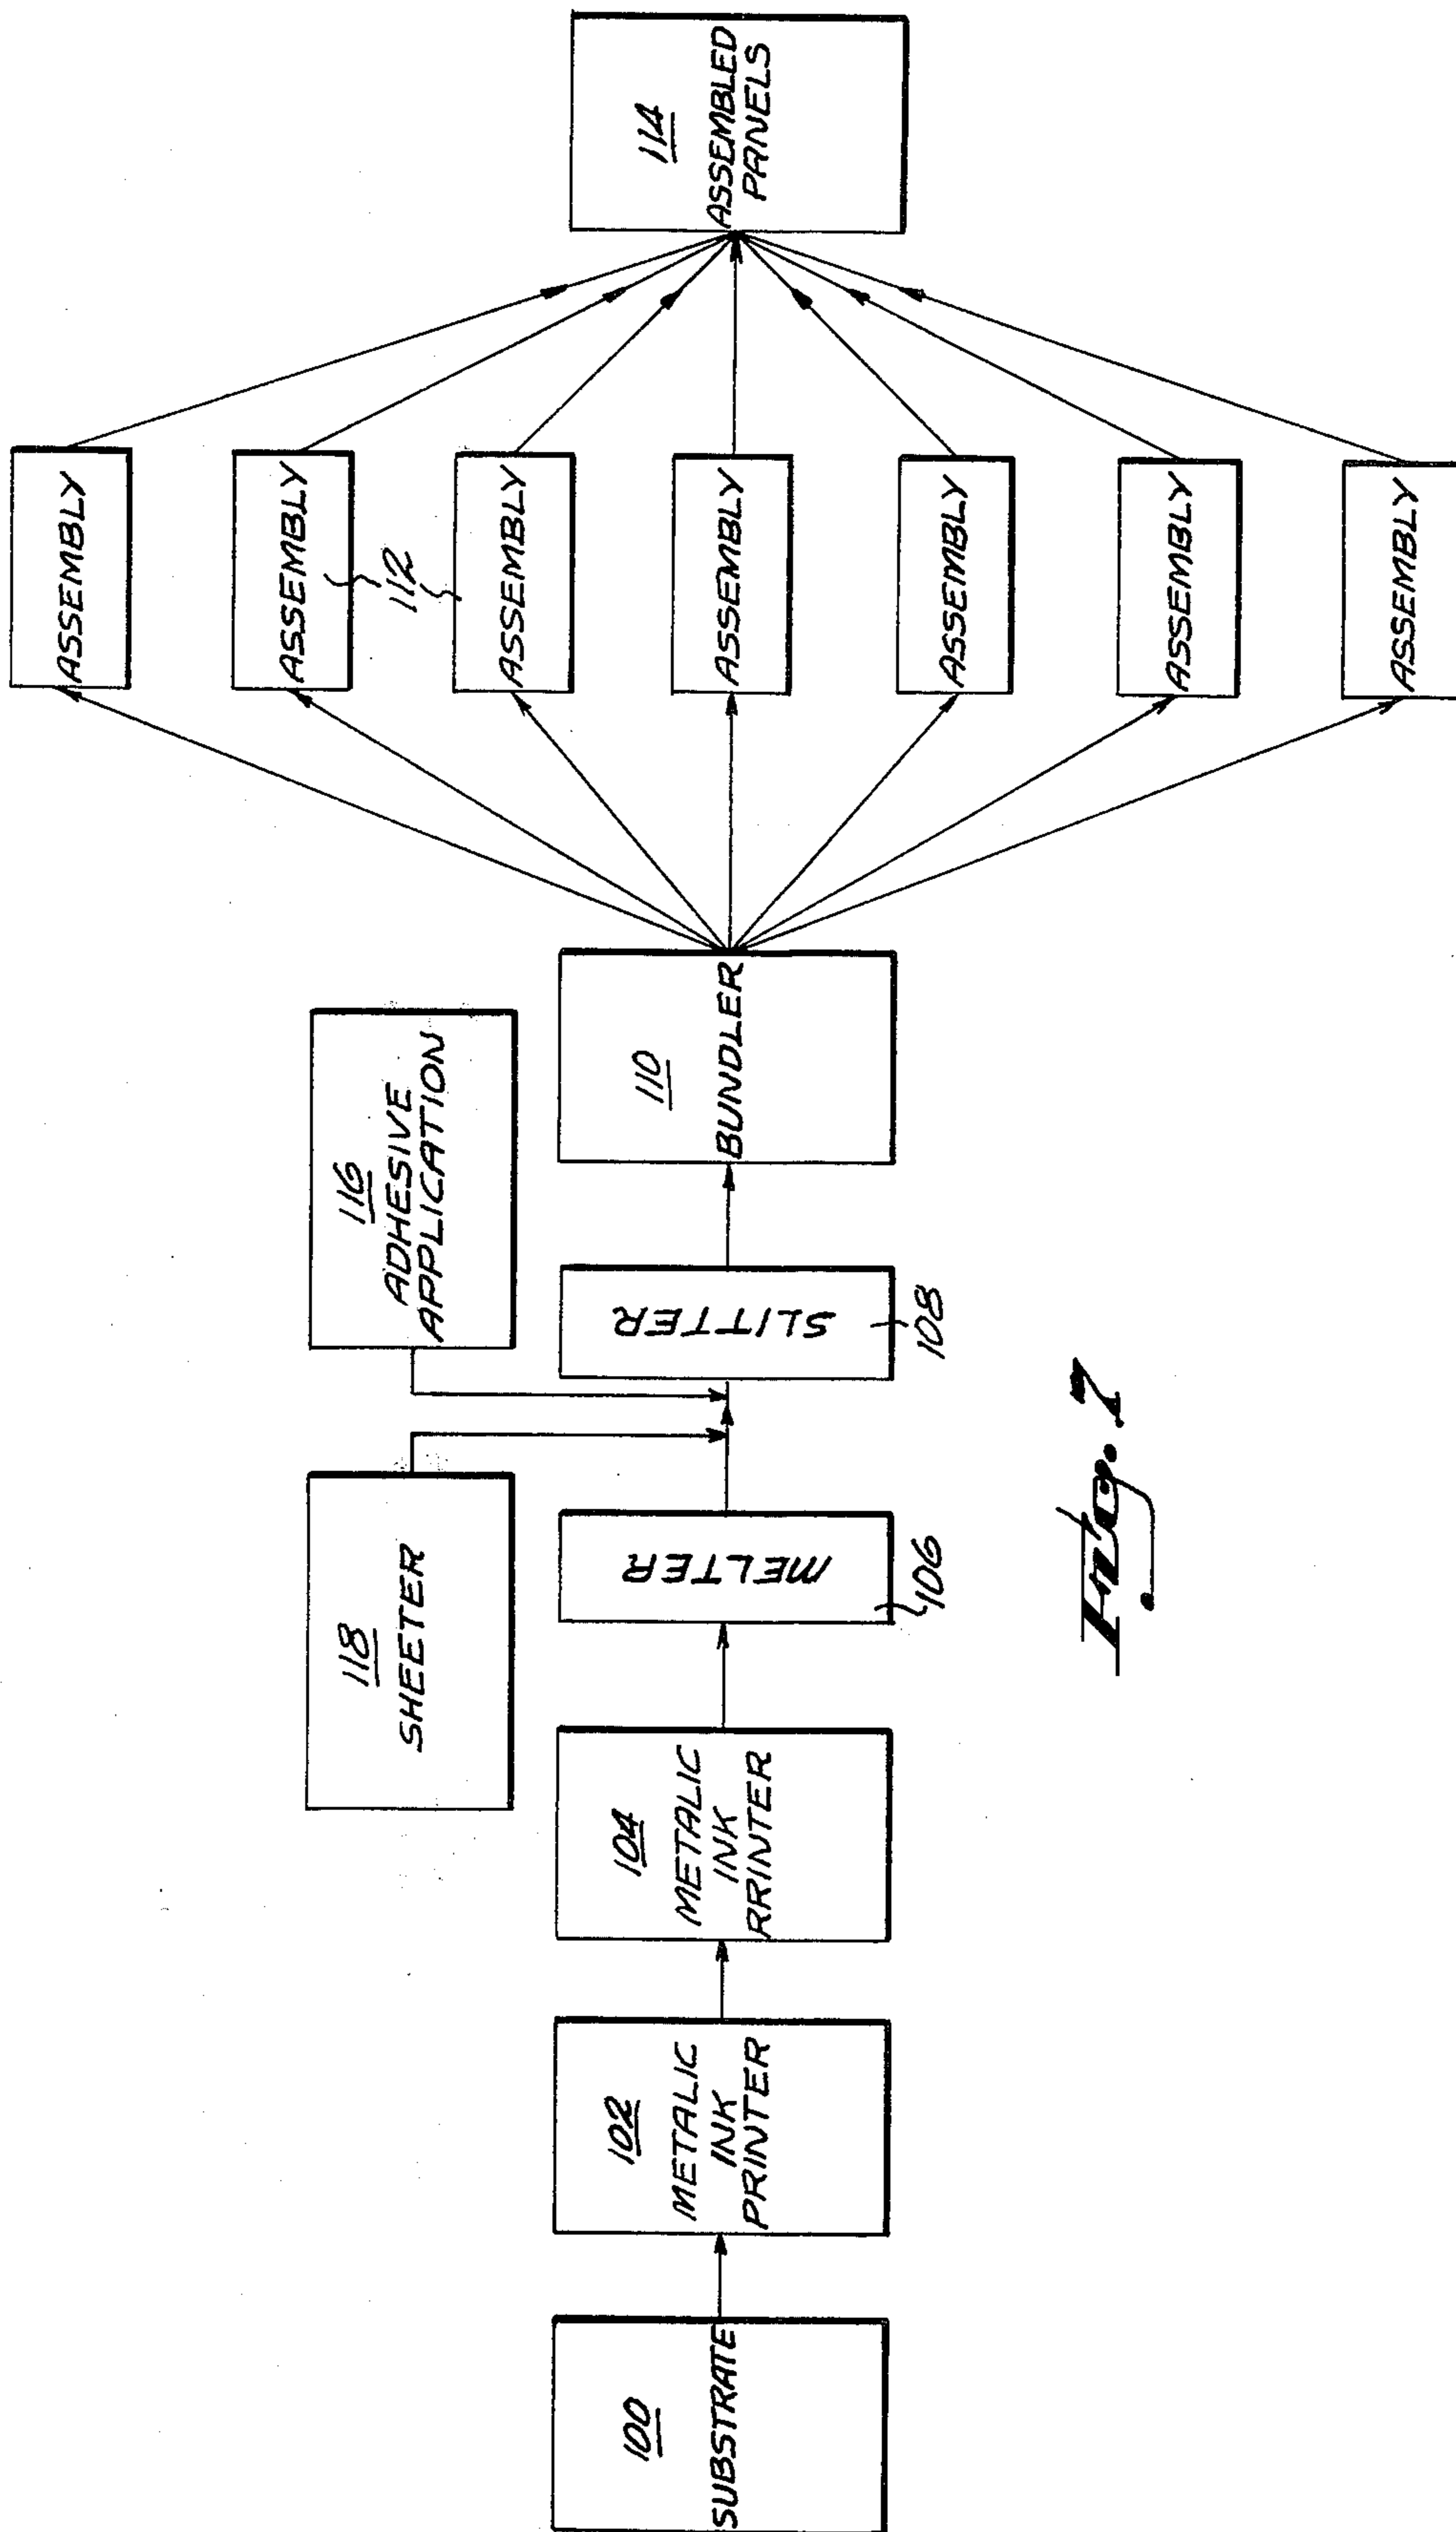 100
SUBSTRATE
102
METALIC
INK
PRINTER
104
METALIC
INK
RRINTER
MELTER
106
118
SHEETER
116
ADHESIVE
APPLICATION
SLITTER
108
110
BUNDLER
ASSEMBLY
ASSEMBLY
112
ASSEMBLY
ASSEMBLY
ASSEMBLY
ASSEMBLY
ASSEMBLY
114
ASSEMBLED
PANELS
Fig. 7